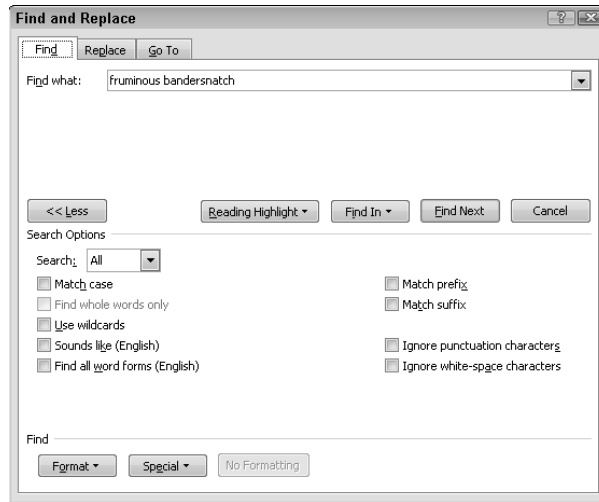 Find and Replace
Find Replace Go To
Find what: fruminous bandersnatch
<< Less Reading Highlight Find In Find Next Cancel
Search Options
Search: All
Match case Match prefix
Find whole words only Match suffix
Use wildcards
Sounds like (English) Ignore punctuation characters
Find all word forms (English) Ignore white-space characters
Find
Format Special No Formatting